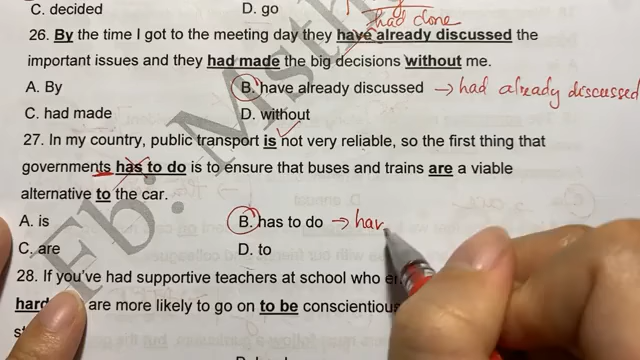 C. decided D. go
had done
26. By the time I got to the meeting day they have already discussed the
important issues and they had made the big decisions without me.
A. By B. have already discussed → had already discussed
C. had made D. without
27. In my country, public transport is not very reliable, so the first thing that
governments has to do is to ensure that buses and trains are a viable
alternative to the car.
A. is B. has to do → hav
C. are D. to
28. If you've had supportive teachers at school who
hard are more likely to go on to be conscientious
Fb: Msth